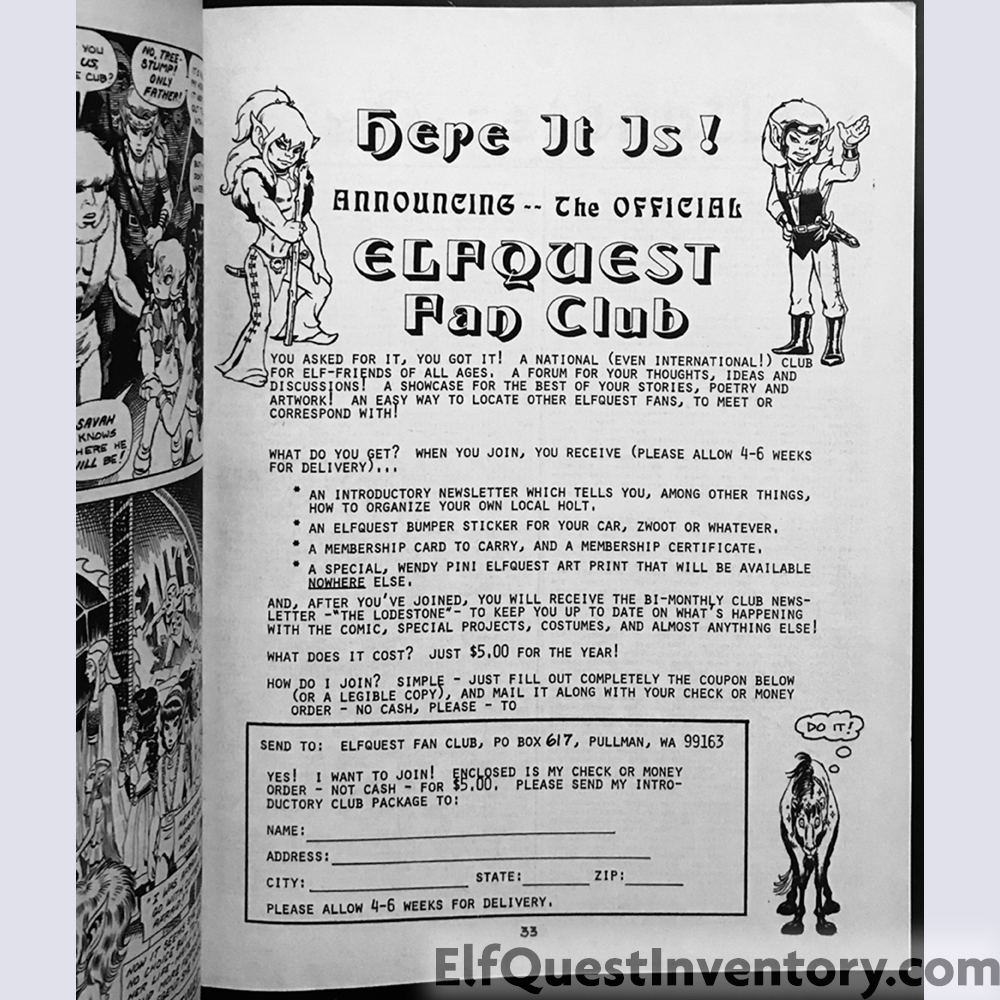 YOU
US,
CUB?
NO, TREE-
STUMP!
ONLY
FATHER!
SAVAH
KNOWS
HERE HE
ILL BE!
Here It Is!
ANNOUNCING -- The OFFICIAL
ELFQUEST
Fan Club
YOU ASKED FOR IT, YOU GOT IT! A NATIONAL (EVEN INTERNATIONAL!) CLUB
FOR ELF-FRIENDS OF ALL AGES. A FORUM FOR YOUR THOUGHTS, IDEAS AND
DISCUSSIONS! A SHOWCASE FOR THE BEST OF YOUR STORIES, POETRY AND
ARTWORK! AN EASY WAY TO LOCATE OTHER ELFQUEST FANS, TO MEET OR
CORRESPOND WITH!
WHAT DO YOU GET? WHEN YOU JOIN, YOU RECEIVE (PLEASE ALLOW 4-6 WEEKS
FOR DELIVERY)...
* AN INTRODUCTORY NEWSLETTER WHICH TELLS YOU, AMONG OTHER THINGS,
HOW TO ORGANIZE YOUR OWN LOCAL HOLT.
* AN ELFQUEST BUMPER STICKER FOR YOUR CAR, ZWOOT OR WHATEVER.
* A MEMBERSHIP CARD TO CARRY, AND A MEMBERSHIP CERTIFICATE.
* A SPECIAL, WENDY PINI ELFQUEST ART PRINT THAT WILL BE AVAILABLE
NOWHERE ELSE.
AND, AFTER YOU'VE JOINED, YOU WILL RECEIVE THE BI-MONTHLY CLUB NEWS-
LETTER -"THE LODESTONE"- TO KEEP YOU UP TO DATE ON WHAT'S HAPPENING
WITH THE COMIC, SPECIAL PROJECTS, COSTUMES, AND ALMOST ANYTHING ELSE!
WHAT DOES IT COST? JUST $5.00 FOR THE YEAR!
HOW DO I JOIN? SIMPLE - JUST FILL OUT COMPLETELY THE COUPON BELOW
(OR A LEGIBLE COPY), AND MAIL IT ALONG WITH YOUR CHECK OR MONEY
ORDER - NO CASH, PLEASE - TO
DO IT!
SEND TO: ELFQUEST FAN CLUB, PO BOX 617, PULLMAN, WA 99163
YES! I WANT TO JOIN! ENCLOSED IS MY CHECK OR MONEY
ORDER - NOT CASH - FOR $5.00. PLEASE SEND MY INTRO-
DUCTORY CLUB PACKAGE TO:
NAME:
ADDRESS:
CITY: STATE: ZIP:
PLEASE ALLOW 4-6 WEEKS FOR DELIVERY.
33
ElfQuestInventory.com